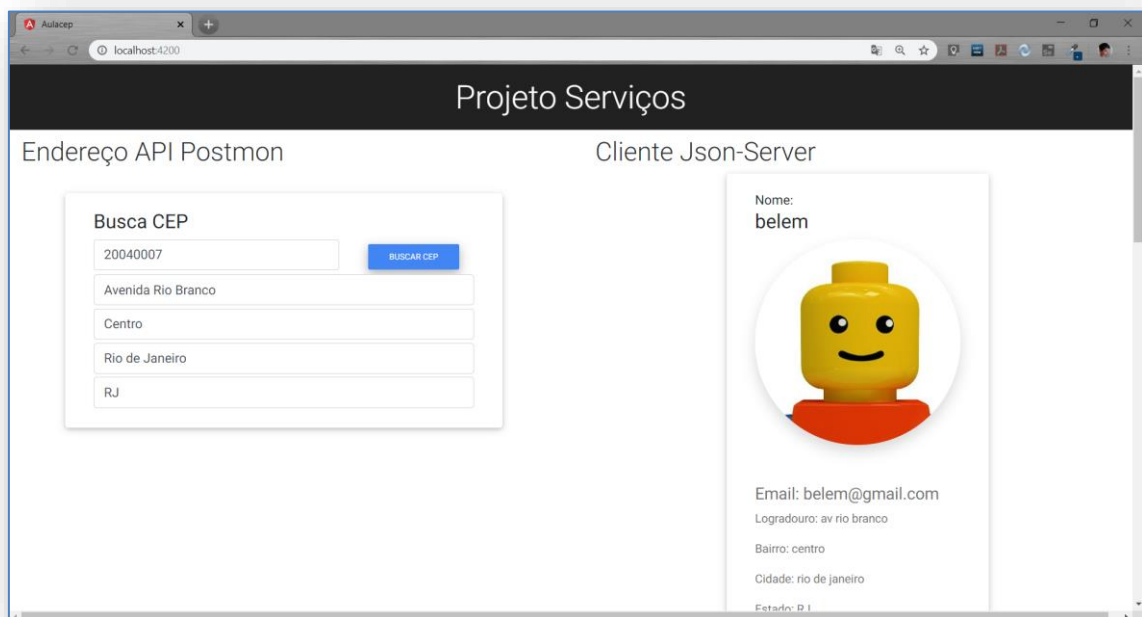 Aulacep
localhost:4200
Projeto Serviços
Endereço API Postmon
Cliente Json-Server
Busca CEP
20040007
BUSCAR CEP
Avenida Rio Branco
Centro
Rio de Janeiro
RJ
Nome:
belem
Email: belem@gmail.com
Logradouro: av rio branco
Bairro: centro
Cidade: rio de janeiro
Estado: RJ